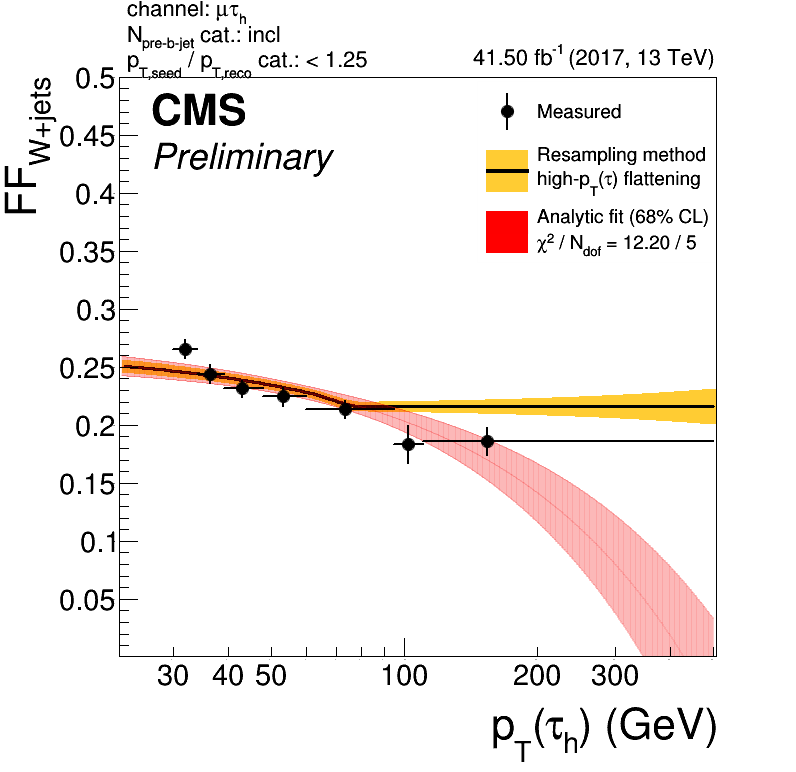 channel: μτh
Npre-b-jet cat.: incl
pT,seed / pT,reco cat.: < 1.25
41.50 fb-1 (2017, 13 TeV)
CMS
Preliminary
Measured
Resampling method
high-pT(τ) flattening
Analytic fit (68% CL)
χ2 / Ndof = 12.20 / 5
FFW+jets
0.5
0.45
0.4
0.35
0.3
0.25
0.2
0.15
0.1
0.05
30 40 50 100 200 300
pT(τh) (GeV)